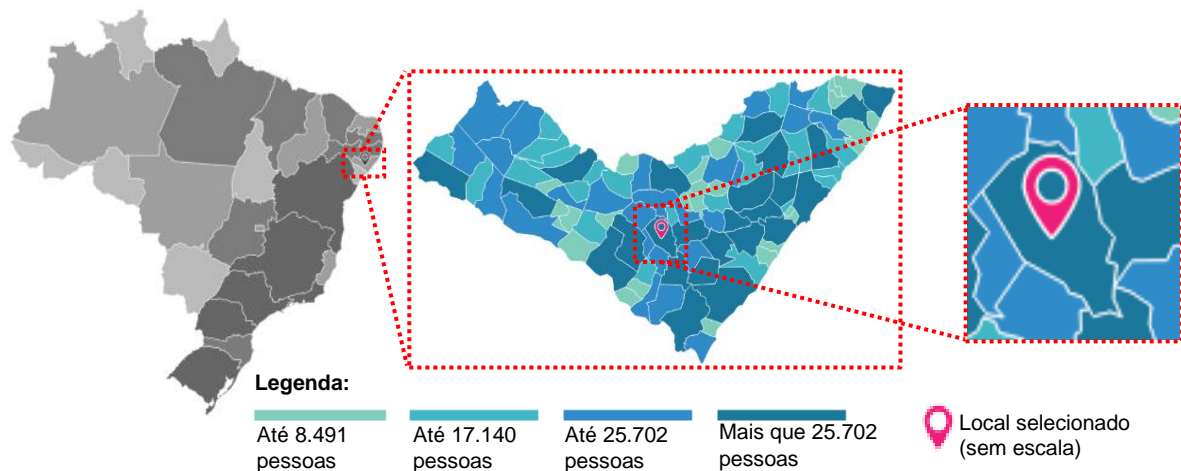 Legenda:
Até 8.491
pessoas
Até 17.140
pessoas
Até 25.702
pessoas
Mais que 25.702
pessoas
Local selecionado
(sem escala)